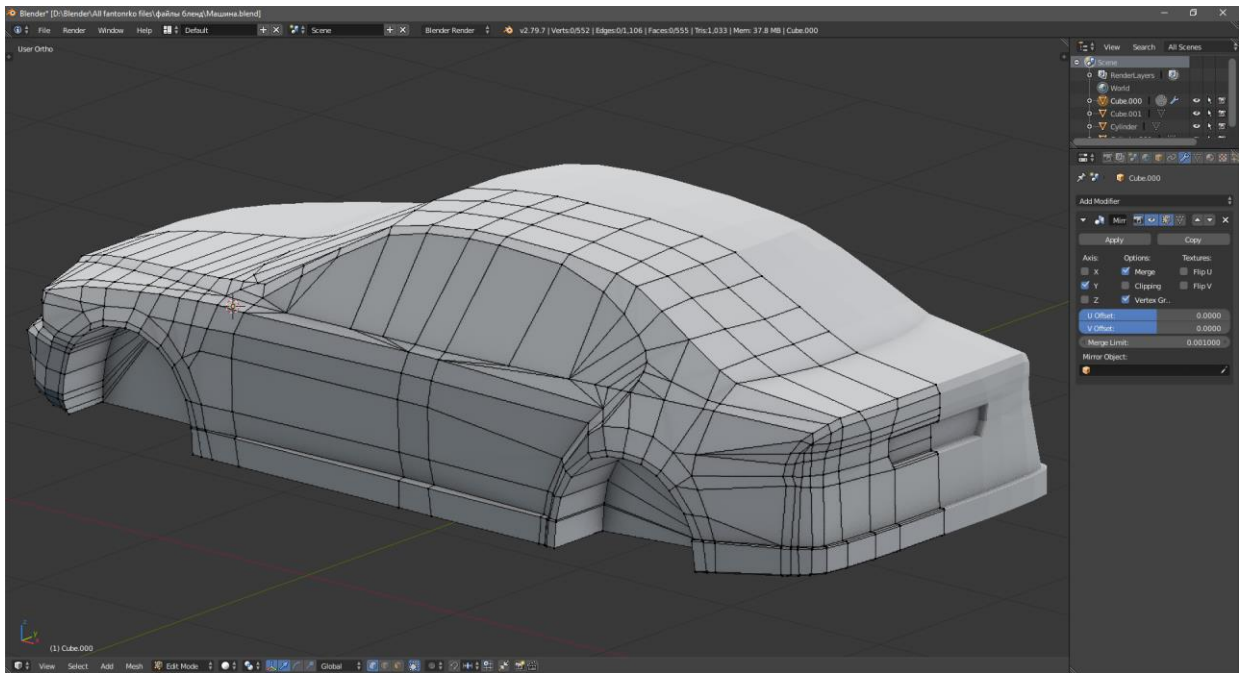 Blender* [D:\Blender\All fantomrko files\файлы бленд\Машина.blend]
File Render Window Help Default Scene Blender Render v2.79.7 | Verts:0/552 | Edges:0/1,106 | Faces:0/555 | Tris:1,033 | Mem: 37.8 MB | Cube.000
View Search All Scenes
User Ortho
Scene
RenderLayers
World
Cube.000
Cube.001
Cylinder
Cube.000
Add Modifier
Mirr
Apply Copy
Axis: Options: Textures:
X Merge Flip U
Y Clipping Flip V
Z Vertex Gr..
U Offset: 0.0000
V Offset: 0.0000
Merge Limit: 0.001000
Mirror Object:
z
y
x
(1) Cube.000
View Select Add Mesh Edit Mode Global